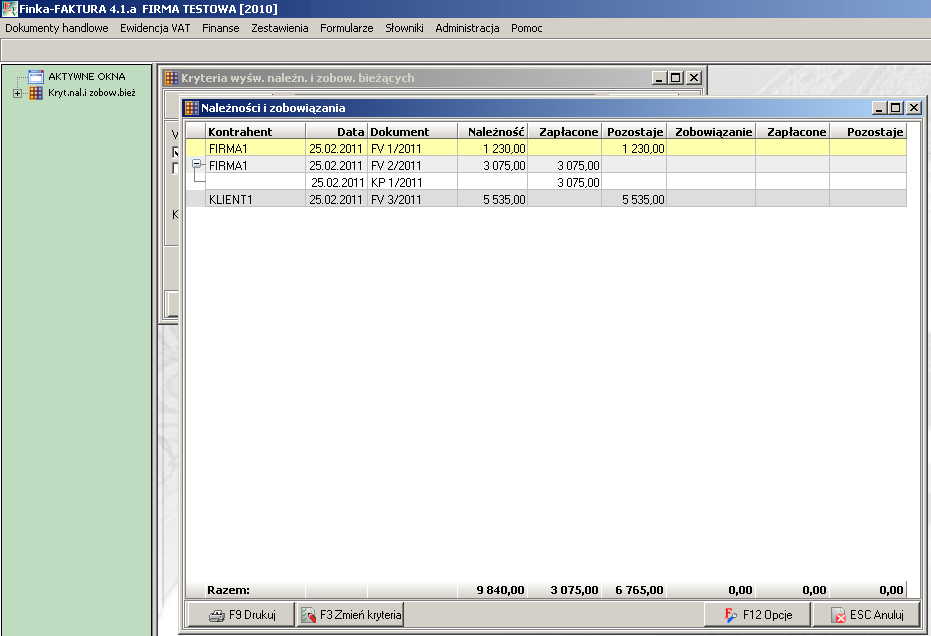 Finka-FAKTURA 4.1.a FIRMA TESTOWA [2010]
Dokumenty handlowe Ewidencja VAT Finanse Zestawienia Formularze Słowniki Administracja Pomoc
AKTYWNE OKNA
Kryt.nal.i zobow.bież
Kryteria wyśw. należn. i zobow. bieżących
Należności i zobowiązania
Kontrahent Data Dokument Należność Zapłacone Pozostaje Zobowiązanie Zapłacone Pozostaje
FIRMA1 25.02.2011 FV 1/2011 1 230,00 1 230,00
FIRMA1 25.02.2011 FV 2/2011 3 075,00 3 075,00
25.02.2011 KP 1/2011 3 075,00
KLIENT1 25.02.2011 FV 3/2011 5 535,00 5 535,00
Razem: 9 840,00 3 075,00 6 765,00 0,00 0,00 0,00
F9 Drukuj F3 Zmień kryteria F12 Opcje ESC Anuluj